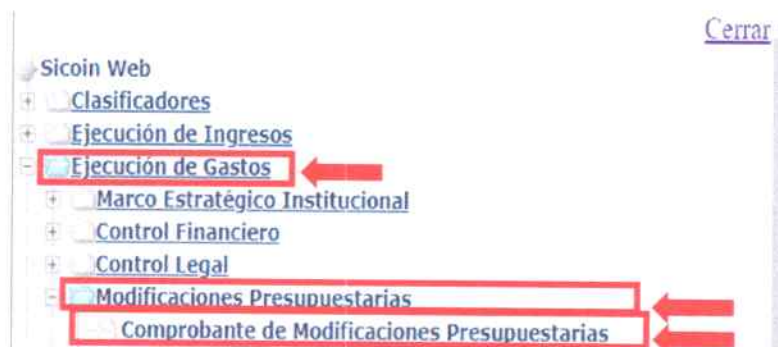 Cerrar
Sicoin Web
Clasificadores
Ejecución de Ingresos
Ejecución de Gastos
Marco Estratégico Institucional
Control Financiero
Control Legal
Modificaciones Presupuestarias
Comprobante de Modificaciones Presupuestarias